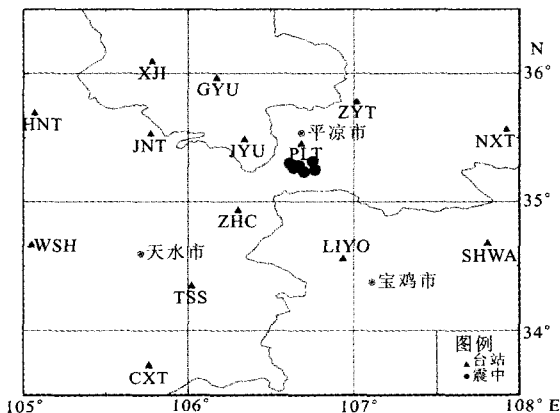 N
XJI
36°
GYU
ZYT
HNT
平凉市
JNT
JYU
PLT
NXT
35°
ZHC
WSH
天水市
LIYO
SHWA
宝鸡市
TSS
34°
图例
台站
震中
CXT
105°
106°
107°
108° E